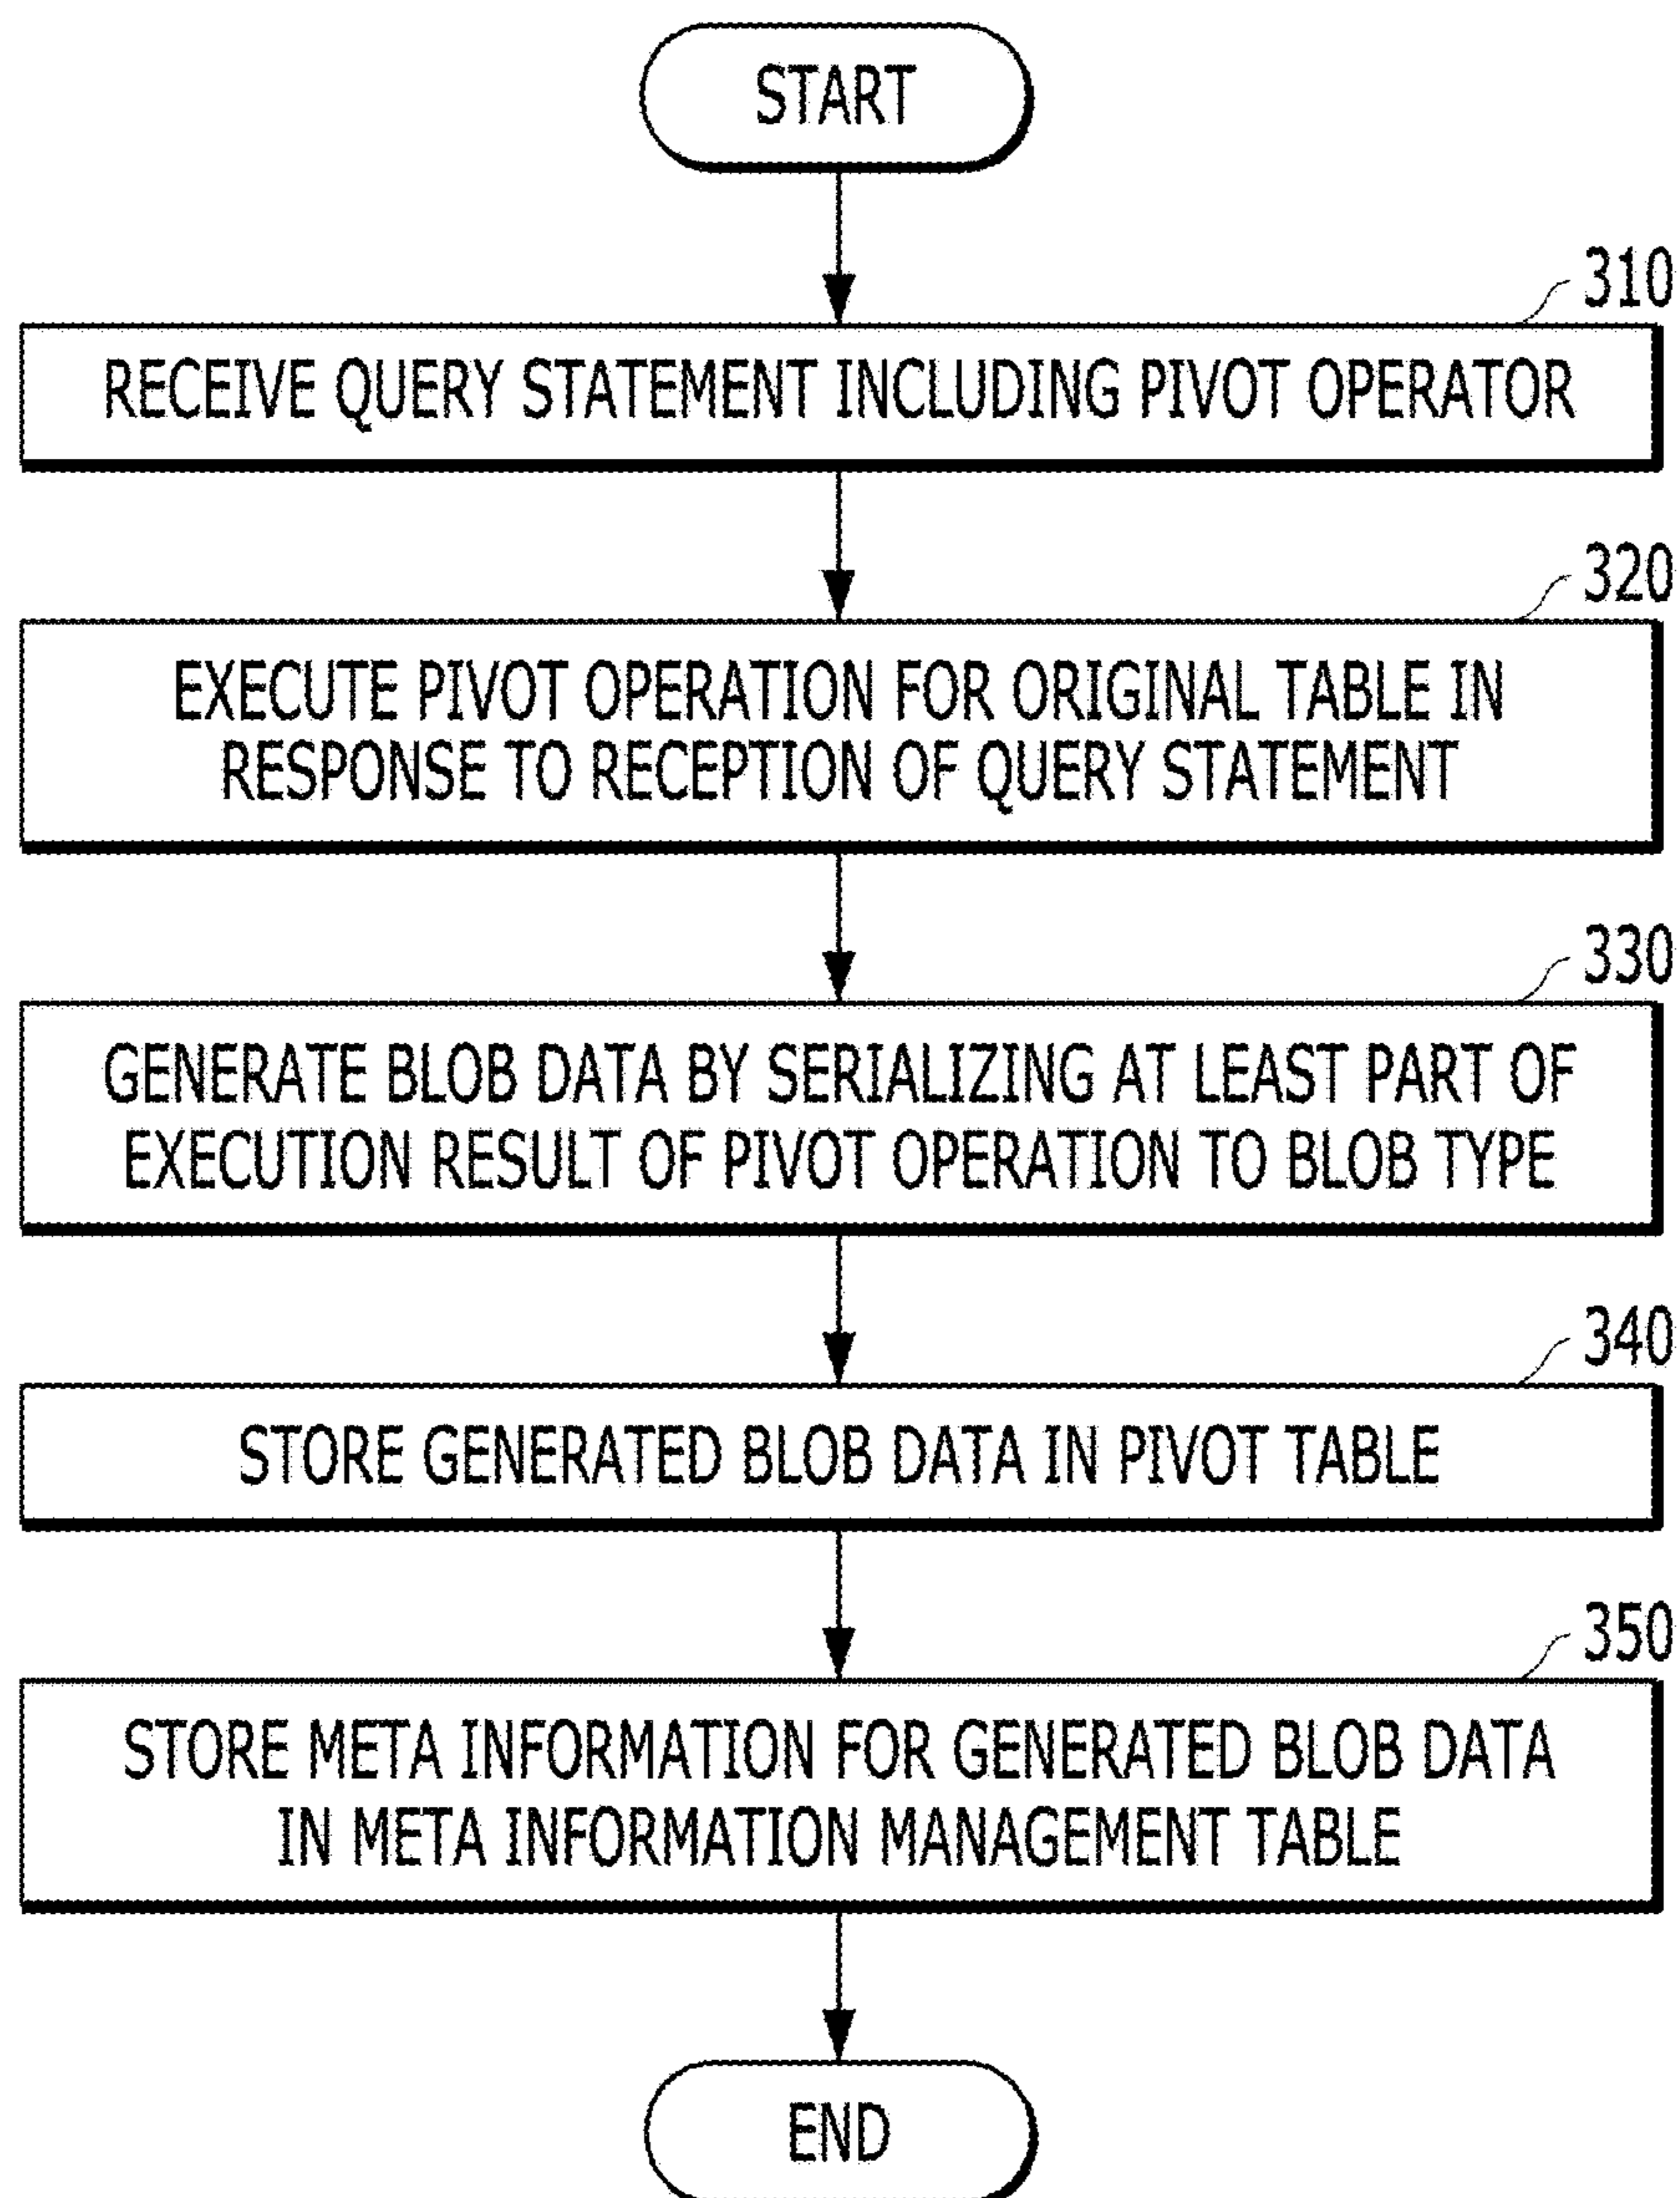 START
310
RECEIVE QUERY STATEMENT INCLUDING PIVOT OPERATOR
320
EXECUTE PIVOT OPERATION FOR ORIGINAL TABLE IN
RESPONSE TO RECEPTION OF QUERY STATEMENT
330
GENERATE BLOB DATA BY SERIALIZING AT LEAST PART OF
EXECUTION RESULT OF PIVOT OPERATION TO BLOB TYPE
340
STORE GENERATED BLOB DATA IN PIVOT TABLE
350
STORE META INFORMATION FOR GENERATED BLOB DATA
IN META INFORMATION MANAGEMENT TABLE
END